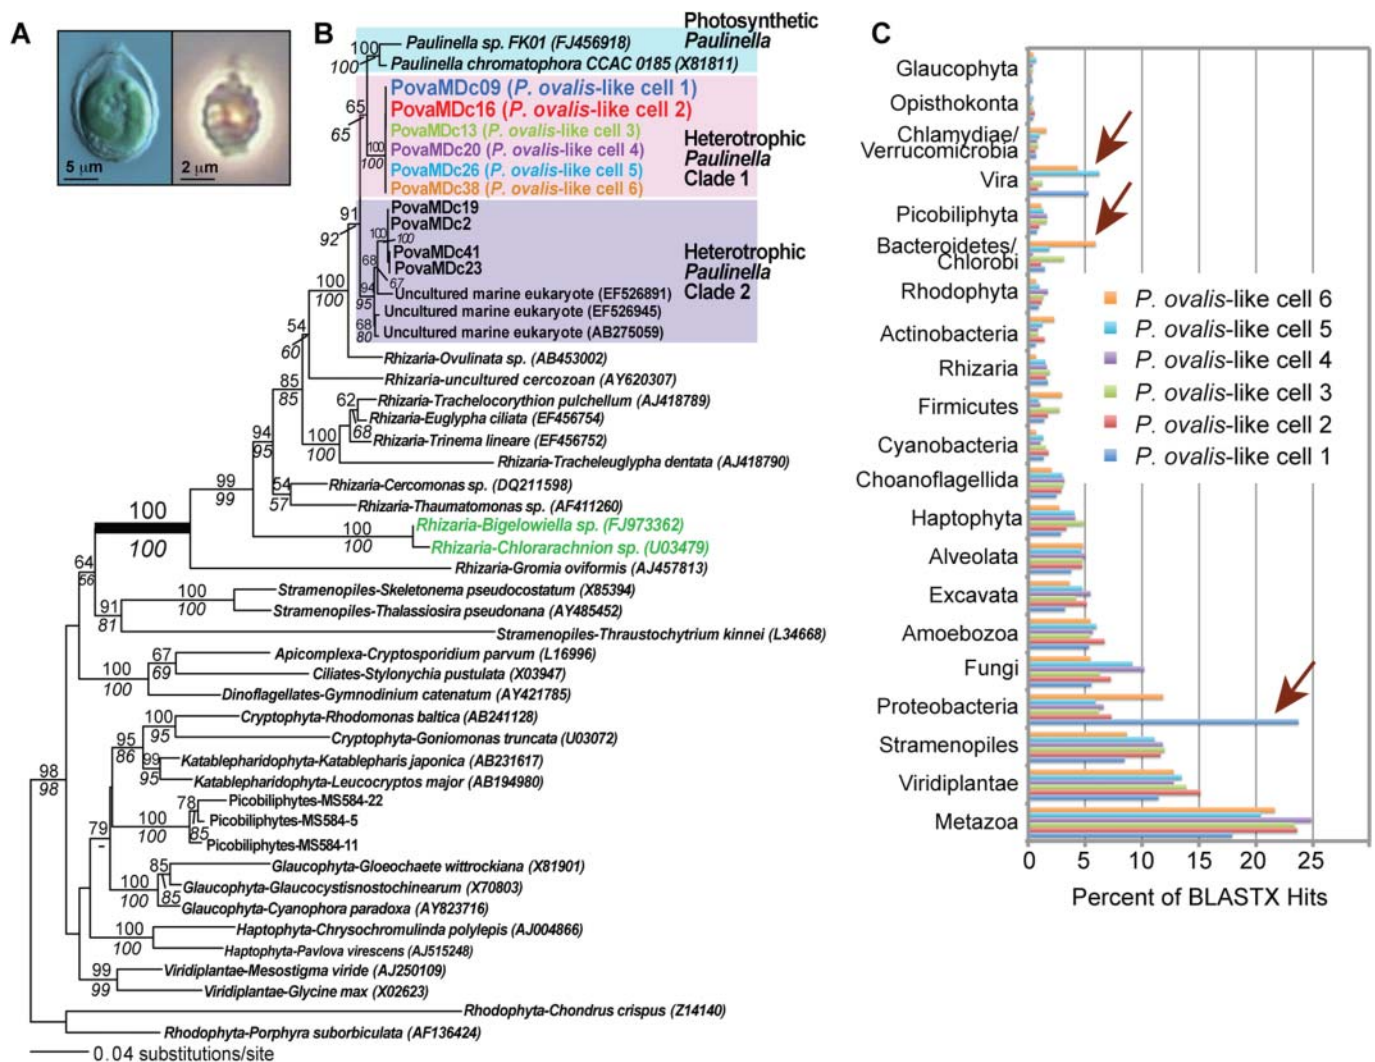 A
5 µm
2 µm
B
Photosynthetic
Paulinella
100
100
Paulinella sp. FK01 (FJ456918)
Paulinella chromatophora CCAC 0185 (X81811)
65
65
PovaMDc09 (P. ovalis-like cell 1)
PovaMDc16 (P. ovalis-like cell 2)
PovaMDc13 (P. ovalis-like cell 3)
PovaMDc20 (P. ovalis-like cell 4)
PovaMDc26 (P. ovalis-like cell 5)
PovaMDc38 (P. ovalis-like cell 6)
100
100
Heterotrophic
Paulinella
Clade 1
91
92
PovaMDc19
PovaMDc2
100
100
PovaMDc41
PovaMDc23
68
67
Uncultured marine eukaryote (EF526891)
94
95
Uncultured marine eukaryote (EF526945)
68
80
Uncultured marine eukaryote (AB275059)
Heterotrophic
Paulinella
Clade 2
100
100
Rhizaria-Ovulinata sp. (AB453002)
54
60
Rhizaria-uncultured cercozoan (AY620307)
85
85
62
68
Rhizaria-Trachelocorythion pulchellum (AJ418789)
Rhizaria-Euglypha ciliata (EF456754)
100
100
Rhizaria-Trinema lineare (EF456752)
Rhizaria-Tracheleuglypha dentata (AJ418790)
94
95
54
57
Rhizaria-Cercomonas sp. (DQ211598)
Rhizaria-Thaumatomonas sp. (AF411260)
99
99
100
100
Rhizaria-Bigelowiella sp. (FJ973362)
Rhizaria-Chlorarachnion sp. (U03479)
100
100
Rhizaria-Gromia oviformis (AJ457813)
64
56
100
100
Stramenopiles-Skeletonema pseudocostatum (X85394)
Stramenopiles-Thalassiosira pseudonana (AY485452)
91
81
Stramenopiles-Thraustochytrium kinnei (L34668)
67
69
Apicomplexa-Cryptosporidium parvum (L16996)
Ciliates-Stylonychia pustulata (X03947)
100
100
Dinoflagellates-Gymnodinium catenatum (AY421785)
100
95
Cryptophyta-Rhodomonas baltica (AB241128)
Cryptophyta-Goniomonas truncata (U03072)
95
86
99
95
Katablepharidophyta-Katablepharis japonica (AB231617)
Katablepharidophyta-Leucocryptos major (AB194980)
98
98
78
85
Picobiliphytes-MS584-22
Picobiliphytes-MS584-5
Picobiliphytes-MS584-11
100
100
79
-
85
85
Glaucophyta-Gloeochaete wittrockiana (X81901)
Glaucophyta-Glaucocystisnostochinearum (X70803)
100
100
Glaucophyta-Cyanophora paradoxa (AY823716)
100
100
Haptophyta-Chrysochromulinda polylepis (AJ004866)
Haptophyta-Pavlova virescens (AJ515248)
99
99
Viridiplantae-Mesostigma viride (AJ250109)
Viridiplantae-Glycine max (X02623)
Rhodophyta-Chondrus crispus (Z14140)
Rhodophyta-Porphyra suborbiculata (AF136424)
0.04 substitutions/site
C
Glaucophyta
Opisthokonta
Chlamydiae/
Verrucomicrobia
Vira
Picobiliphyta
Bacteroidetes/
Chlorobi
Rhodophyta
Actinobacteria
Rhizaria
Firmicutes
Cyanobacteria
Choanoflagellida
Haptophyta
Alveolata
Excavata
Amoebozoa
Fungi
Proteobacteria
Stramenopiles
Viridiplantae
Metazoa
0 5 10 15 20 25
Percent of BLASTX Hits
P. ovalis-like cell 6
P. ovalis-like cell 5
P. ovalis-like cell 4
P. ovalis-like cell 3
P. ovalis-like cell 2
P. ovalis-like cell 1